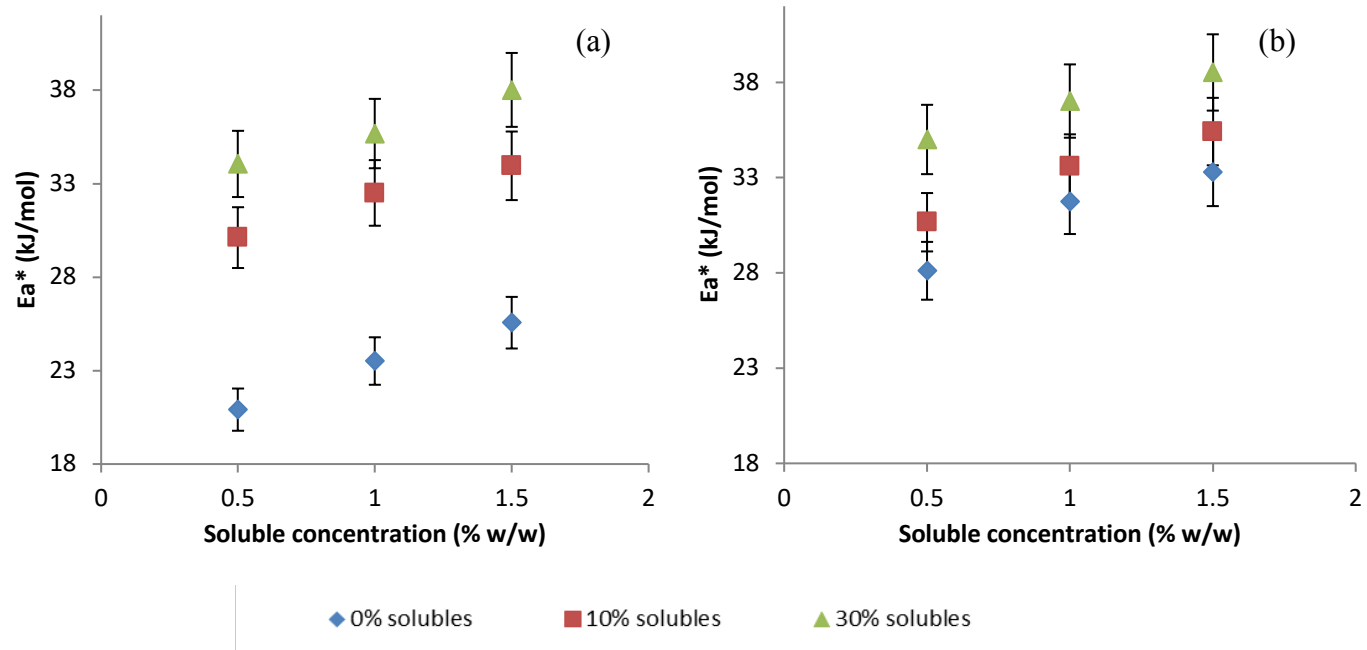 (a)
38
33
28
23
18
Ea* (kJ/mol)
0 0.5 1 1.5 2
Soluble concentration (% w/w)
(b)
38
33
28
23
18
Ea* (kJ/mol)
0 0.5 1 1.5 2
Soluble concentration (% w/w)
0% solubles 10% solubles 30% solubles